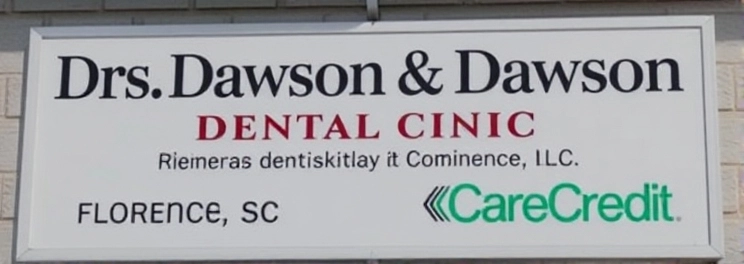 Drs. Dawson & Dawson
DENTAL CINIC
Riemeras dentiskitlay it Cominence, ILC.
FLORENCE, SC
CareCredit